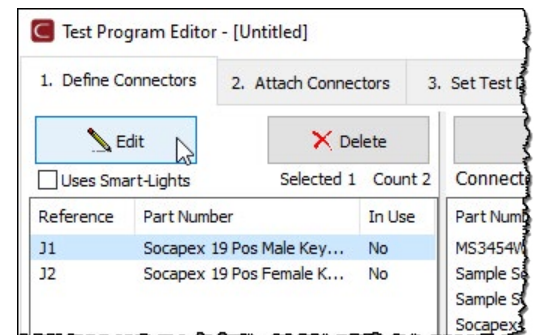 Test Program Editor - [Untitled]
1. Define Connectors 2. Attach Connectors 3. Set Test
Edit Delete
Uses Smart-Lights Selected 1 Count 2
Reference Part Number In Use Part
J1 Socapex 19 Pos Male Key... No MS3454W
J2 Socapex 19 Pos Female K... No Sample
Sample
Socapex